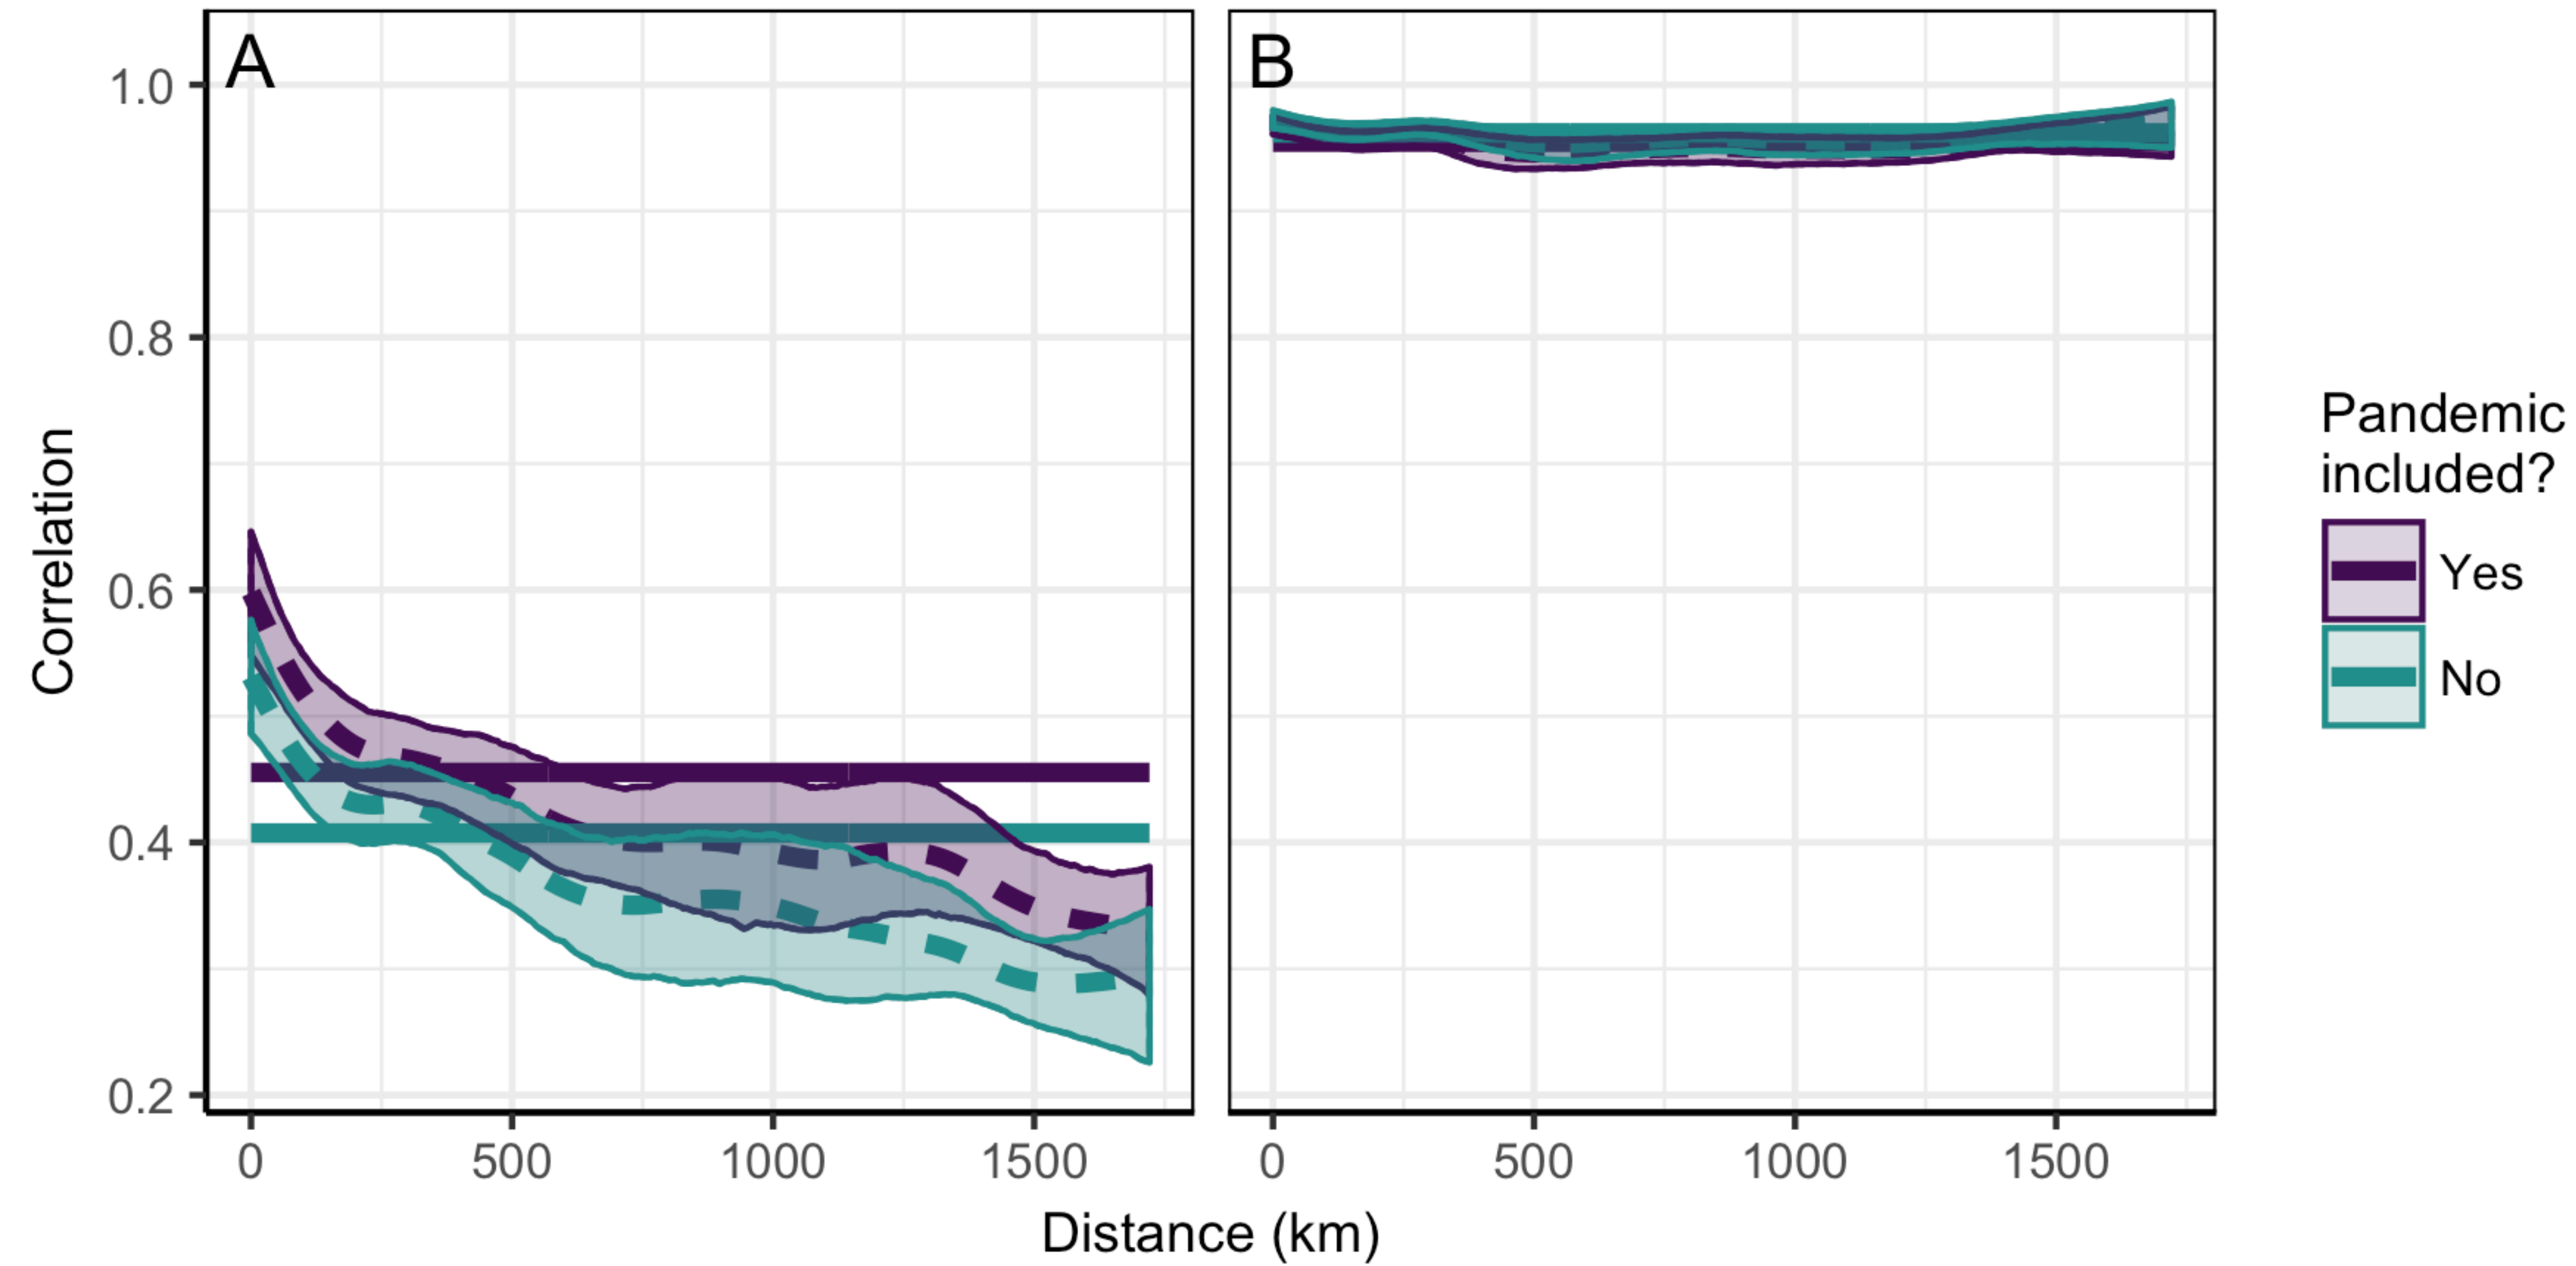 A
B
1.0
0.8
0.6
0.4
0.2
Correlation
0 500 1000 1500
0 500 1000 1500
Distance (km)
Pandemic
included?
Yes
No